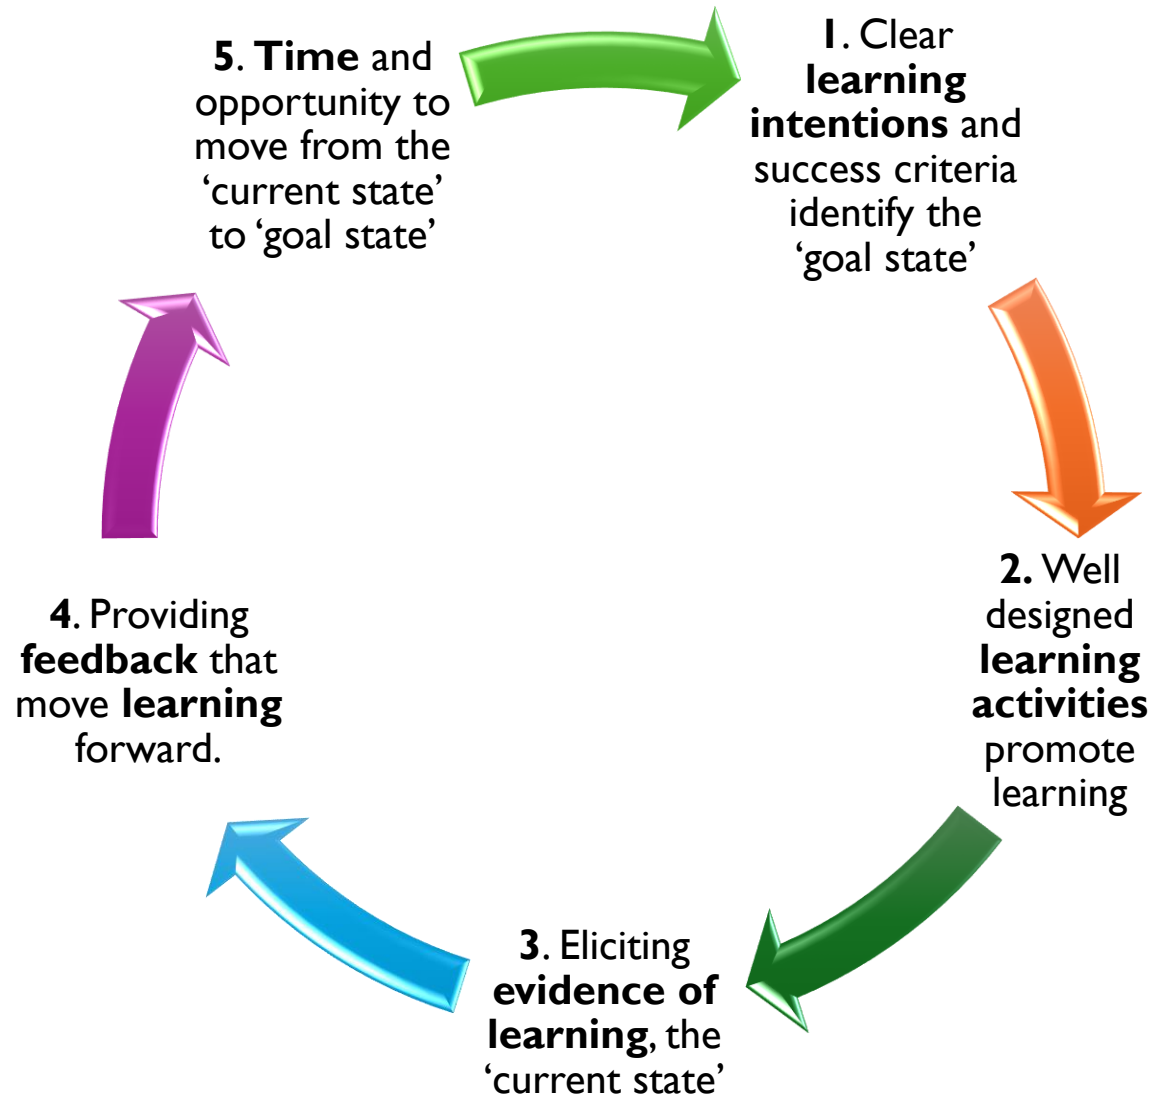 1. Clear
learning
intentions and
success criteria
identify the
‘goal state’
2. Well
designed
learning
activities
promote
learning
3. Eliciting
evidence of
learning, the
‘current state’
4. Providing
feedback that
move learning
forward.
5. Time and
opportunity to
move from the
‘current state’
to ‘goal state’